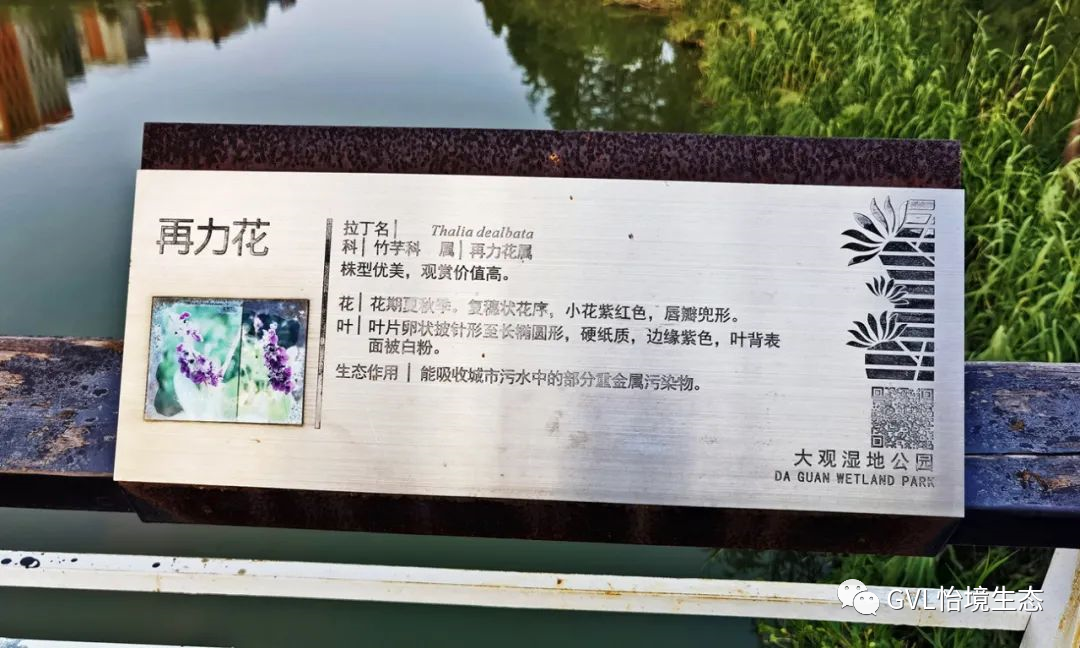 再力花
拉丁名| Thalia dealbata
科| 竹芋科 属| 再力花属
株型优美，观赏价值高。
花| 花期夏秋季。复穗状花序，小花紫红色，唇瓣兜形。
叶| 叶片卵状披针形至长椭圆形，硬纸质，边缘紫色，叶背表
面被白粉。
生态作用| 能吸收城市污水中的部分重金属污染物。
大观湿地公园
DA GUAN WETLAND PARK
GVL怡境生态